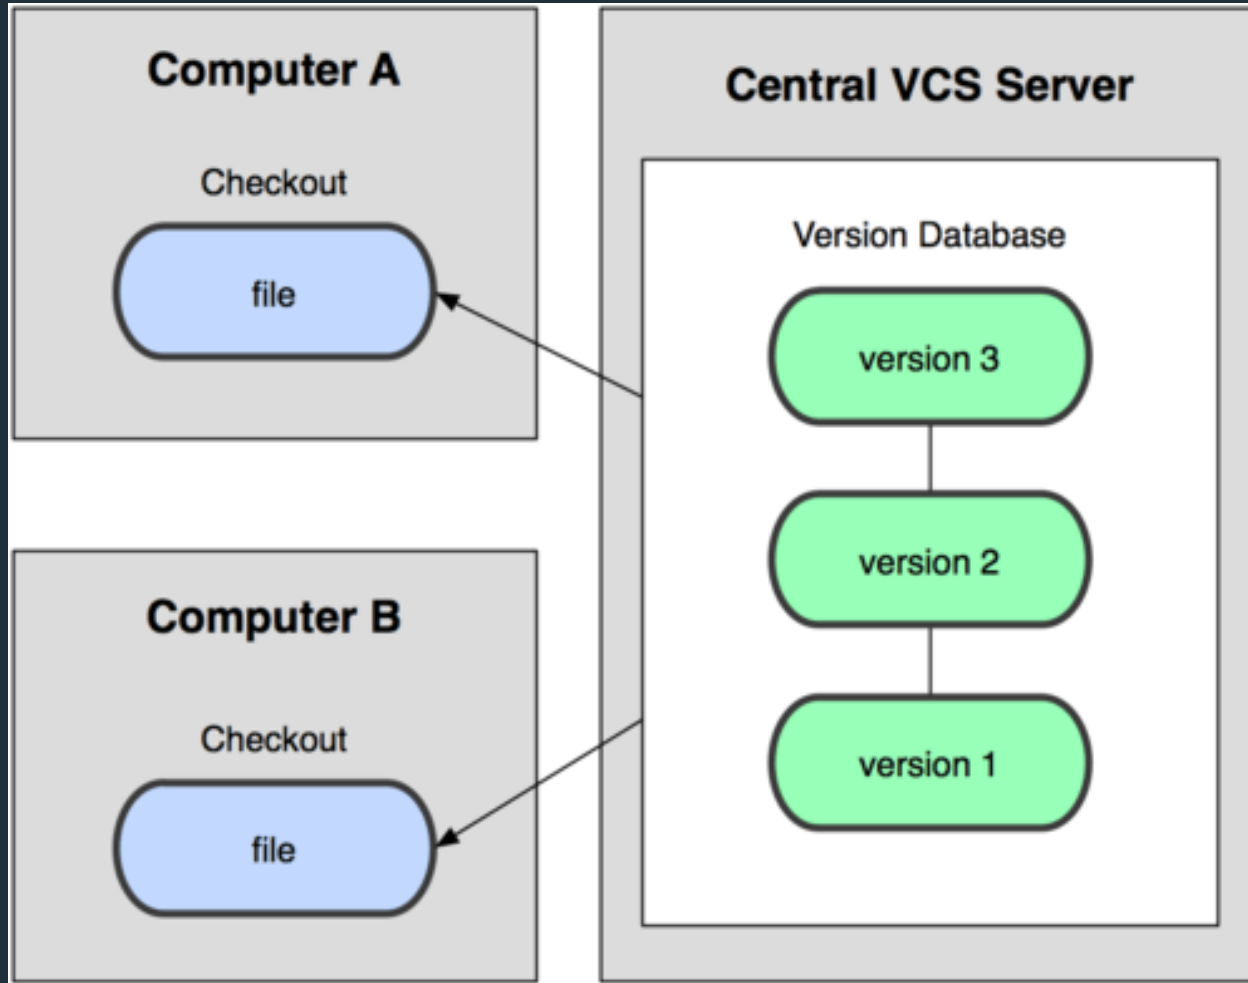 Computer A
Checkout
file
Computer B
Checkout
file
Central VCS Server
Version Database
version 3
version 2
version 1